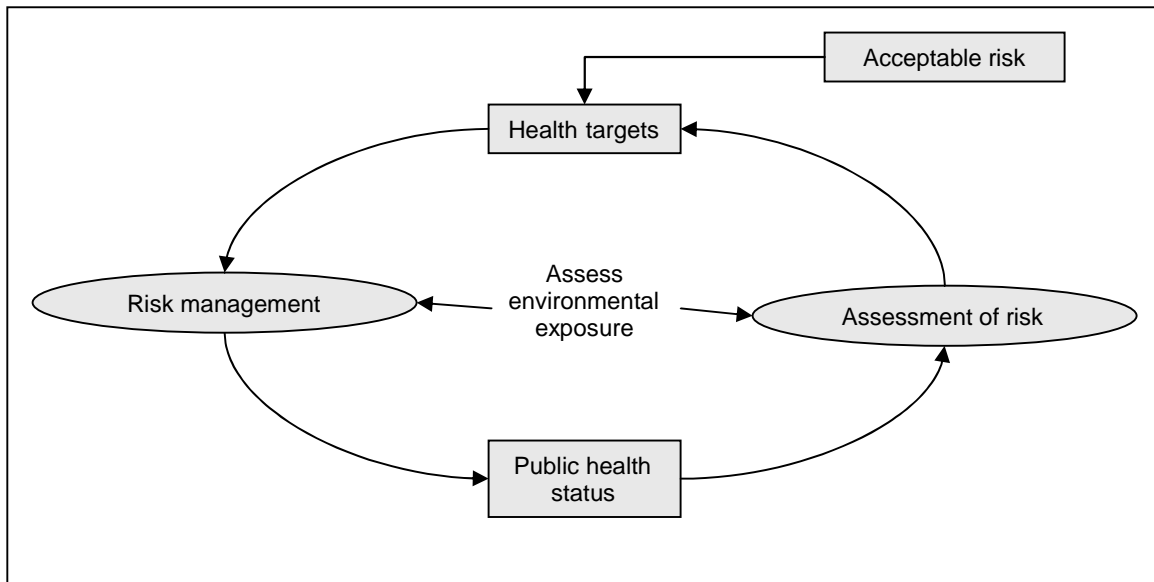 Acceptable risk
Health targets
Assess
environmental
exposure
Risk management
Assessment of risk
Public health
status